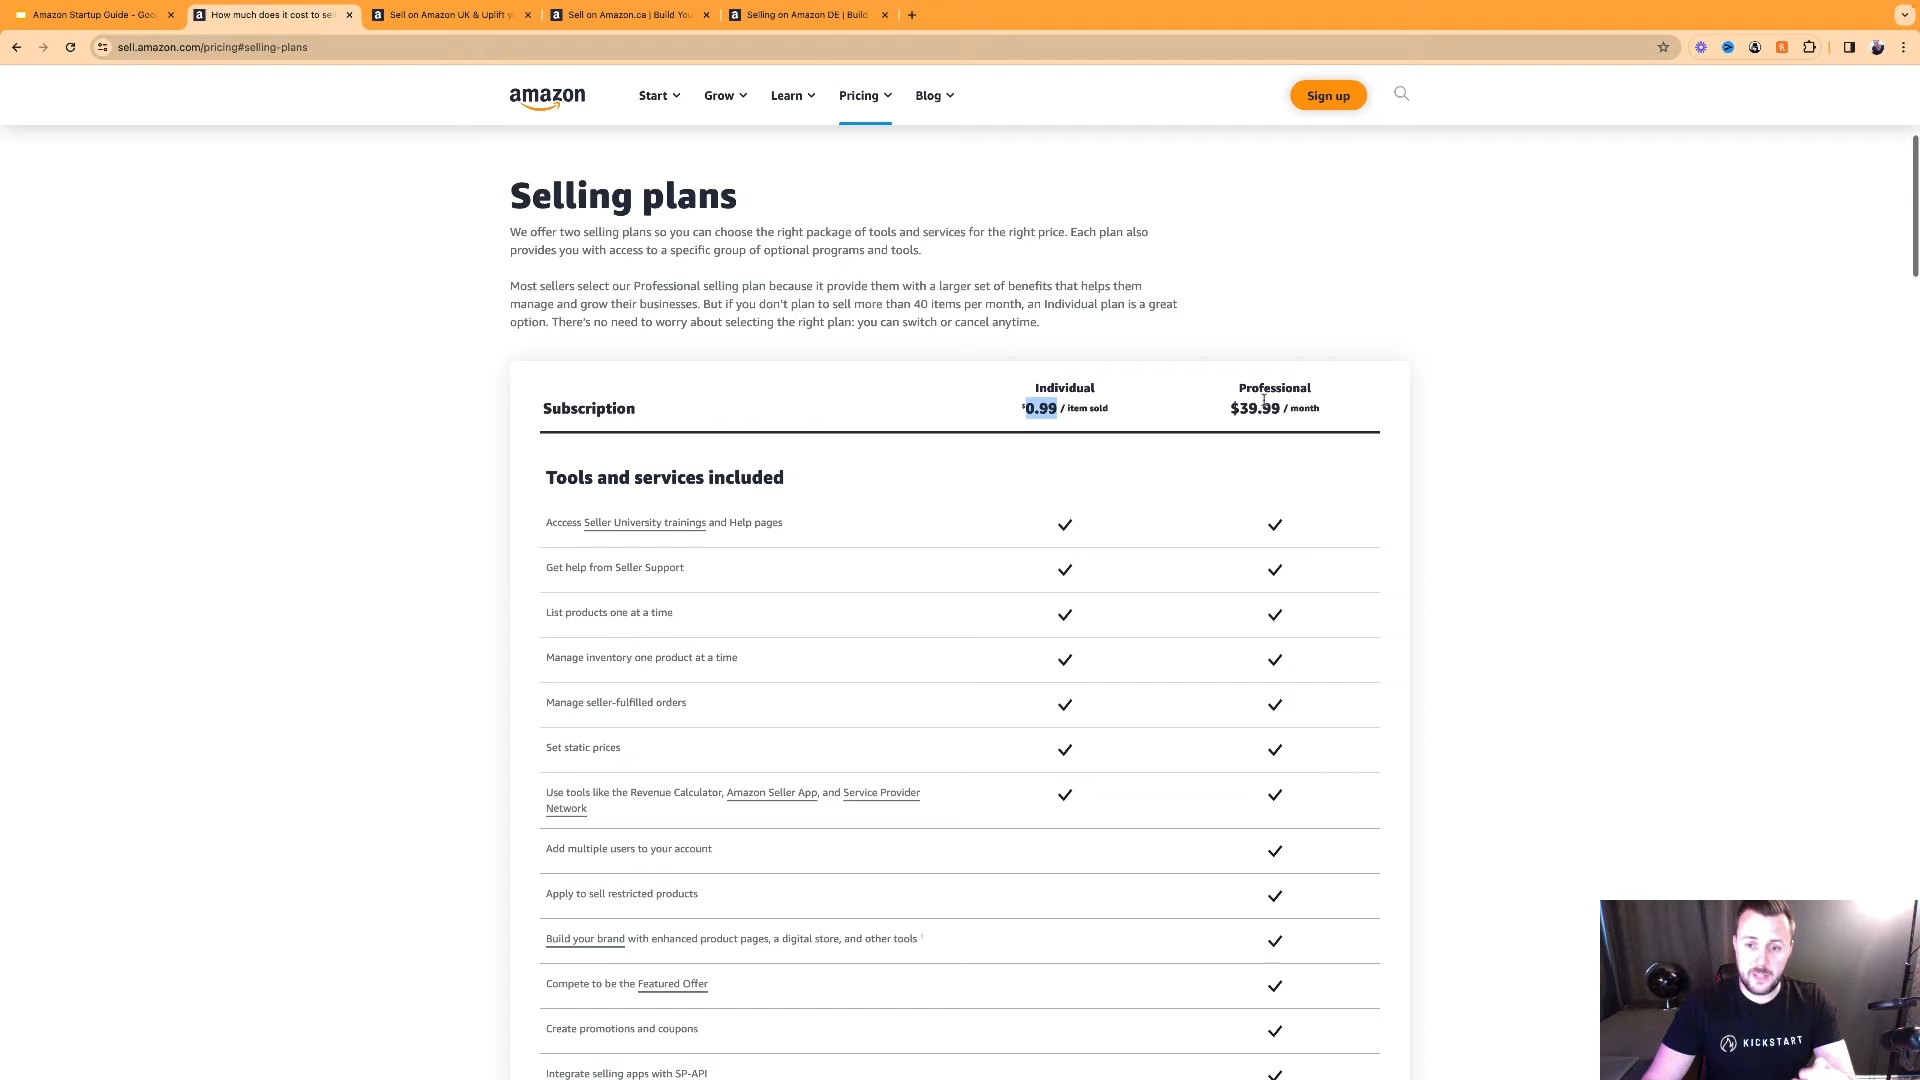 Amazon Startup Guide - Goo
How much does it cost to sel
Sell on Amazon UK & Uplift y
Sell on Amazon.ca | Build You
Selling on Amazon DE | Build
sell.amazon.com/pricing#selling-plans
amazon
Start
Grow
Learn
Pricing
Blog
Sign up
Selling plans
We offer two selling plans so you can choose the right package of tools and services for the right price. Each plan also
provides you with access to a specific group of optional programs and tools.
Most sellers select our Professional selling plan because it provide them with a larger set of benefits that helps them
manage and grow their businesses. But if you don’t plan to sell more than 40 items per month, an Individual plan is a great
option. There’s no need to worry about selecting the right plan: you can switch or cancel anytime.
Individual
Professional
Subscription
$0.99 / item sold
$39.99 / month
Tools and services included
Acccess Seller University trainings and Help pages
Get help from Seller Support
List products one at a time
Manage inventory one product at a time
Manage seller-fulfilled orders
Set static prices
Use tools like the Revenue Calculator, Amazon Seller App, and Service Provider
Network
Add multiple users to your account
Apply to sell restricted products
Build your brand with enhanced product pages, a digital store, and other tools 1
Compete to be the Featured Offer
Create promotions and coupons
Integrate selling apps with SP-API
KICKSTART